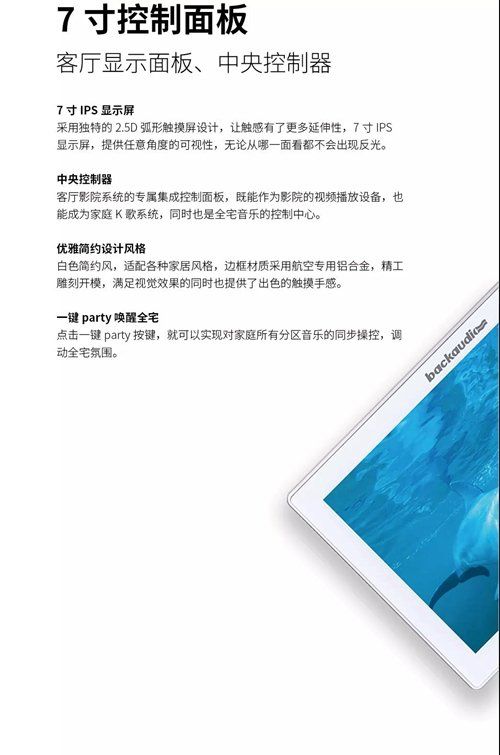 7 寸控制面板
客厅显示面板、中央控制器
7 寸 IPS 显示屏
采用独特的 2.5D 弧形触摸屏设计，让触感有了更多延伸性，7 寸 IPS
显示屏，提供任意角度的可视性，无论从哪一面看都不会出现反光。
中央控制器
客厅影院系统的专属集成控制面板，既能作为影院的视频播放设备，也
能成为家庭 K 歌系统，同时也是全宅音乐的控制中心。
优雅简约设计风格
白色简约风，适配各种家居风格，边框材质采用航空专用铝合金，精工
雕刻开模，满足视觉效果的同时也提供了出色的触摸手感。
一键 party 唤醒全宅
点击一键 party 按键，就可以实现对家庭所有分区音乐的同步操控，调
动全宅氛围。
backaudio